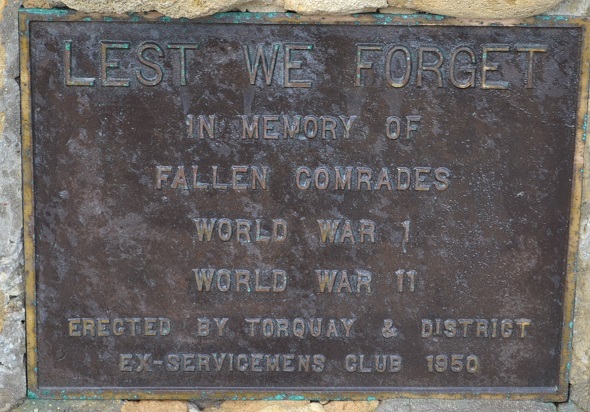 LEST WE FORGET
IN MEMORY OF
FALLEN COMRADES
WORLD WAR 1
WORLD WAR 11
ERECTED BY TORQUAY & DISTRICT
EX-SERVICEMENS CLUB 1950